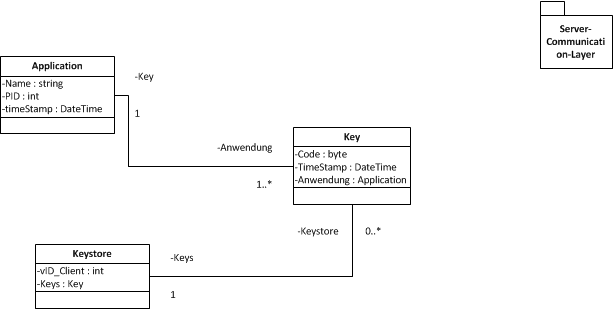 Server-
Communicati
on-Layer
Application
-Name : string
-PID : int
-timeStamp : DateTime
-Key
1
-Anwendung
1..*
Key
-Code : byte
-TimeStamp : DateTime
-Anwendung : Application
-Keystore
0..*
Keystore
-vID_Client : int
-Keys : Key
-Keys
1